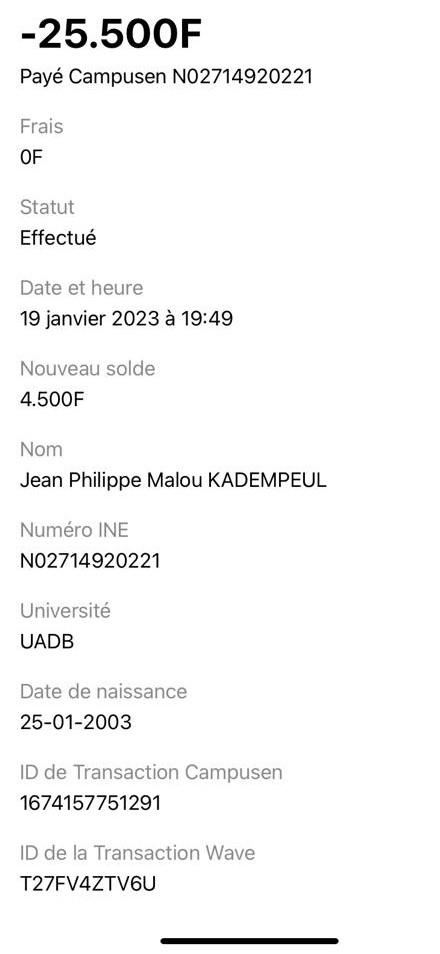 -25.500F
Payé Campusen N02714920221
Frais
0F
Statut
Effectué
Date et heure
19 janvier 2023 à 19:49
Nouveau solde
4.500F
Nom
Jean Philippe Malou KADEMPEUL
Numéro INE
N02714920221
Université
UADB
Date de naissance
25-01-2003
ID de Transaction Campusen
1674157751291
ID de la Transaction Wave
T27FV4ZTV6U